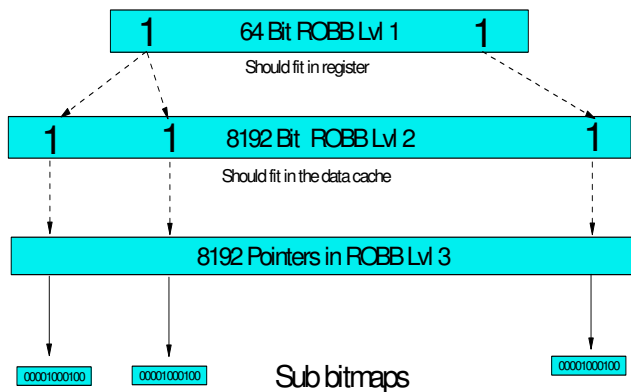 1 64 Bit ROBB Lvl 1 1
Should fit in register
1 1 8192 Bit ROBB Lvl 2 1
Should fit in the data cache
8192 Pointers in ROBB Lvl 3
00001000100 00001000100 Sub bitmaps 00001000100